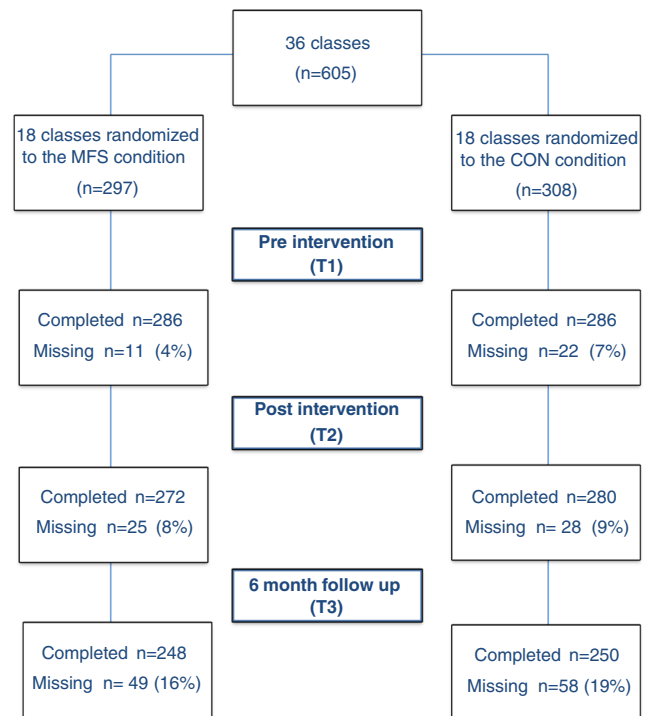 36 classes
(n=605)
18 classes randomized
to the MFS condition
(n=297)
18 classes randomized
to the CON condition
(n=308)
Pre intervention
(T1)
Completed n=286
Missing n=11 (4%)
Completed n=286
Missing n=22 (7%)
Post intervention
(T2)
Completed n=272
Missing n=25 (8%)
Completed n=280
Missing n= 28 (9%)
6 month follow up
(T3)
Completed n=248
Missing n= 49 (16%)
Completed n=250
Missing n=58 (19%)